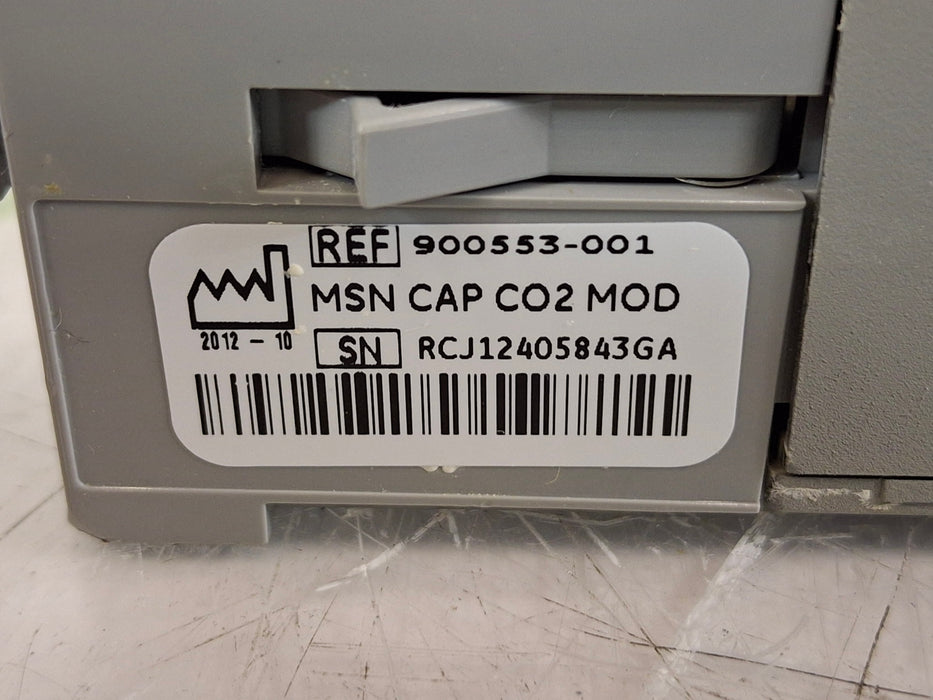 REF 900553-001
MSN CAP CO2 MOD
2012 - 10
SN RCJ12405843GA